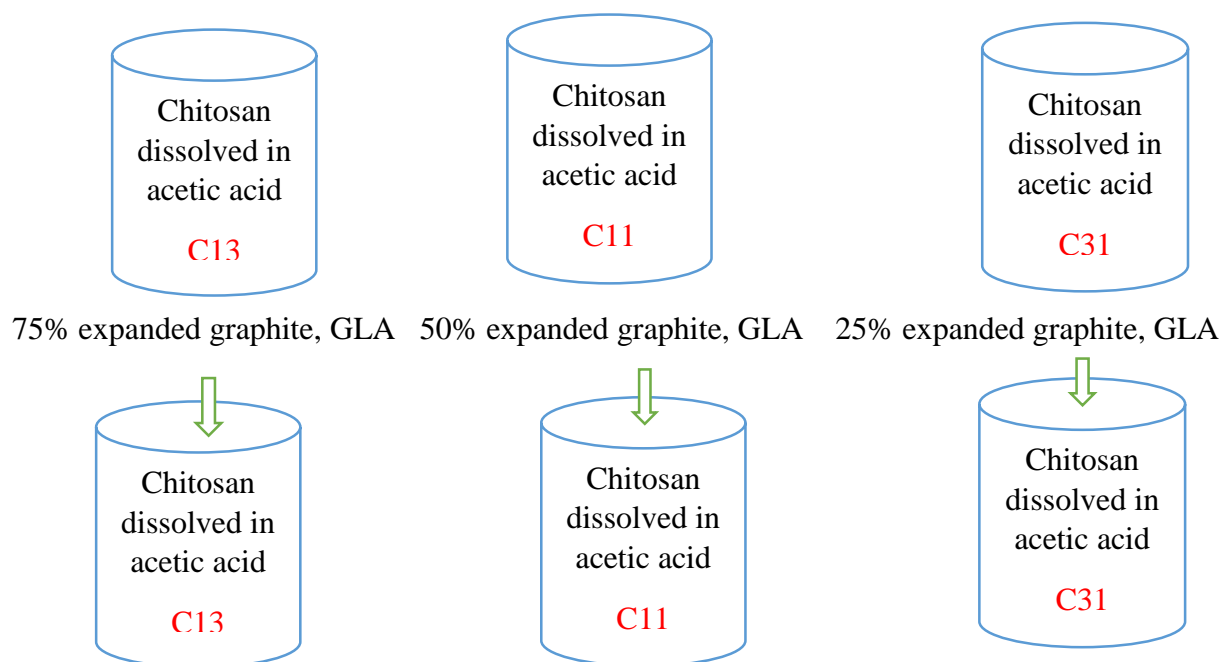 Chitosan
dissolved in
acetic acid
C13
Chitosan
dissolved in
acetic acid
C11
Chitosan
dissolved in
acetic acid
C31
75% expanded graphite, GLA
50% expanded graphite, GLA
25% expanded graphite, GLA
Chitosan
dissolved in
acetic acid
C13
Chitosan
dissolved in
acetic acid
C11
Chitosan
dissolved in
acetic acid
C31